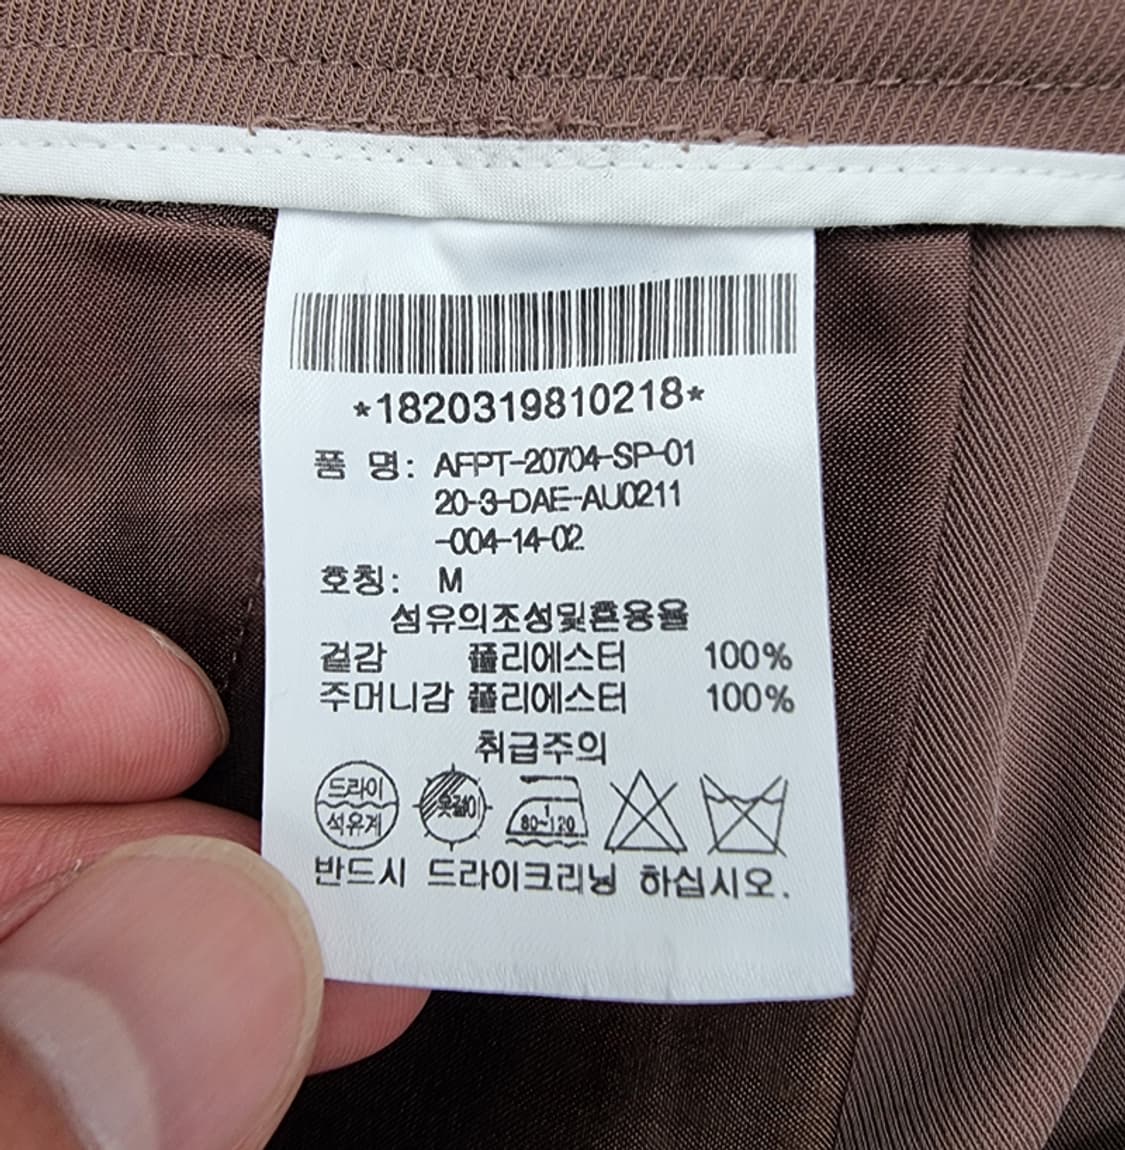 *1820319810218*
품 명: AFPT-20704-SP-01
20-3-DAE-AU0211
-004-14-02
호칭: M
섬유의조성및혼용율
겉감 폴리에스터 100%
주머니감 폴리에스터 100%
취급주의
드라이
석유계
옷걸이
1
80~120
반드시 드라이크리닝 하십시오.